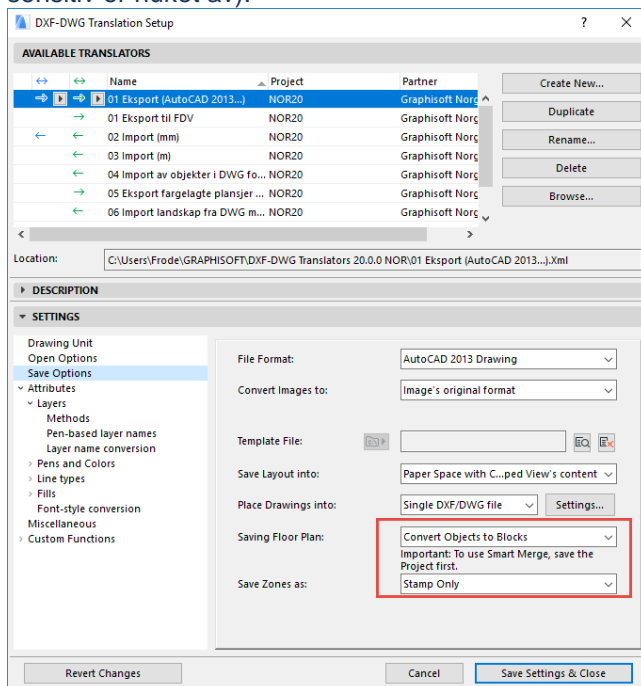 sensitiv er huket av).
DXF-DWG Translation Setup
AVAILABLE TRANSLATORS
Name Project Partner
01 Eksport (AutoCAD 2013...) NOR20 Graphisoft Norg
01 Eksport til FDV NOR20 Graphisoft Norg
02 Import (mm) NOR20 Graphisoft Norg
03 Import (m) NOR20 Graphisoft Norg
04 Import av objekter i DWG fo... NOR20 Graphisoft Norg
05 Eksport fargelagte plansjer ... NOR20 Graphisoft Norg
06 Import landskap fra DWG m... NOR20 Graphisoft Norg
Create New...
Duplicate
Rename...
Delete
Browse...
Location: C:\Users\Frode\GRAPHISOFT\DXF-DWG Translators 20.0.0 NOR\01 Eksport (AutoCAD 2013...).Xml
DESCRIPTION
SETTINGS
Drawing Unit
Open Options
Save Options
Attributes
Layers
Methods
Pen-based layer names
Layer name conversion
Pens and Colors
Line types
Fills
Font-style conversion
Miscellaneous
Custom Functions
File Format: AutoCAD 2013 Drawing
Convert Images to: Image's original format
Template File:
Save Layout into: Paper Space with C...ped View's content
Place Drawings into: Single DXF/DWG file Settings...
Saving Floor Plan: Convert Objects to Blocks
Important: To use Smart Merge, save the
Project first.
Save Zones as: Stamp Only
Revert Changes Cancel Save Settings & Close